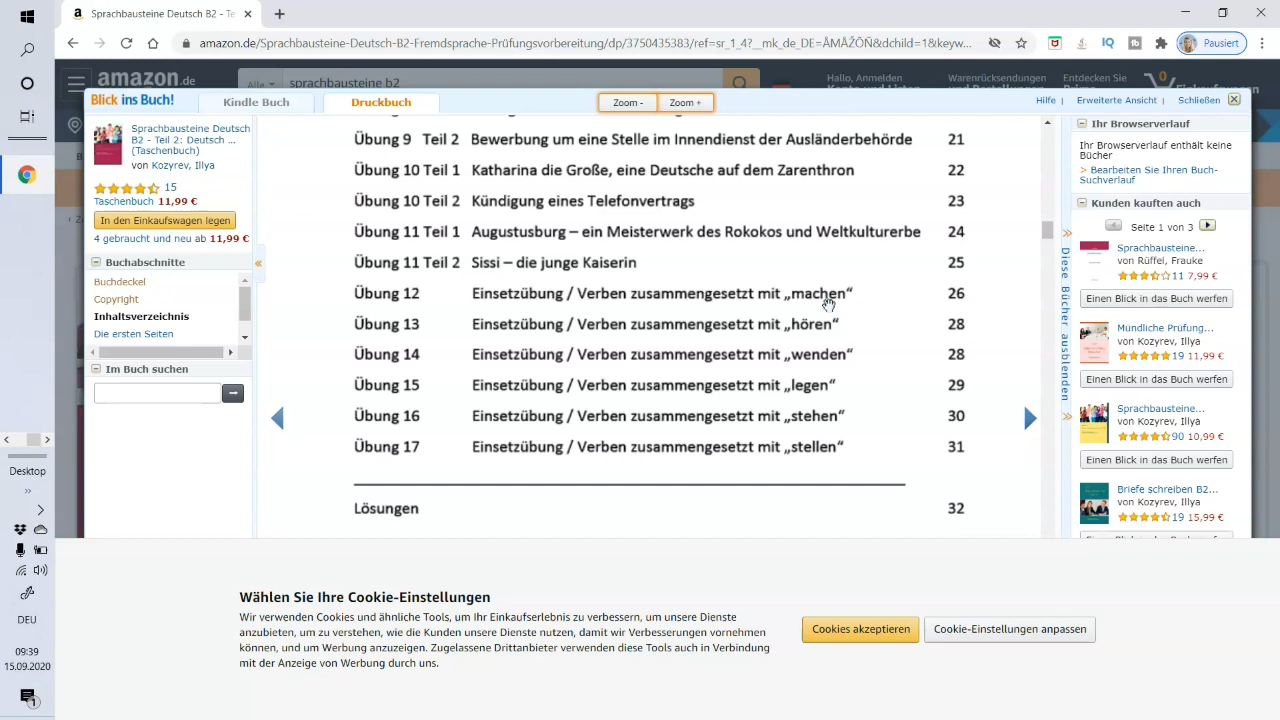 Sprachbausteine Deutsch B2 - Te
amazon.de/Sprachbausteine-Deutsch-B2-Fremdsprache-Prüfungsvorbereitung/dp/3750435383/ref=sr_1_4?__mk_de_DE=ÅMÅŽÕÑ&dchild=1&keyw...
Pausiert
amazon.de
Alle
sprachbausteine b2
Hallo, Anmelden
Warenrücksendungen
Entdecken Sie
0
Blick ins Buch!
Kindle Buch
Druckbuch
Zoom -
Zoom +
Hilfe |
Erweiterte Ansicht |
Schließen
Sprachbausteine Deutsch
B2 - Teil 2: Deutsch ...
(Taschenbuch)
von Kozyrev, Illya
15
Taschenbuch 11,99 €
In den Einkaufswagen legen
4 gebraucht und neu ab 11,99 €
Buchabschnitte
Buchdeckel
Copyright
Inhaltsverzeichnis
Die ersten Seiten
Im Buch suchen
Übung 9 Teil 2 Bewerbung um eine Stelle im Innendienst der Ausländerbehörde 21
Übung 10 Teil 1 Katharina die Große, eine Deutsche auf dem Zarenthron 22
Übung 10 Teil 2 Kündigung eines Telefonvertrags 23
Übung 11 Teil 1 Augustusburg – ein Meisterwerk des Rokokos und Weltkulturerbe 24
Übung 11 Teil 2 Sissi – die junge Kaiserin 25
Übung 12 Einsetzübung / Verben zusammengesetzt mit „machen“ 26
Übung 13 Einsetzübung / Verben zusammengesetzt mit „hören“ 28
Übung 14 Einsetzübung / Verben zusammengesetzt mit „wenden“ 28
Übung 15 Einsetzübung / Verben zusammengesetzt mit „legen“ 29
Übung 16 Einsetzübung / Verben zusammengesetzt mit „stehen“ 30
Übung 17 Einsetzübung / Verben zusammengesetzt mit „stellen“ 31
Lösungen 32
Diese Bücher ausblenden
Ihr Browserverlauf
Ihr Browserverlauf enthält keine
Bücher
> Bearbeiten Sie Ihren Buch-
Suchverlauf
Kunden kauften auch
Seite 1 von 3
Sprachbausteine...
von Rüffel, Frauke
11 7,99 €
Einen Blick in das Buch werfen
Mündliche Prüfung...
von Kozyrev, Illya
19 11,99 €
Einen Blick in das Buch werfen
Sprachbausteine...
von Kozyrev, Illya
90 10,99 €
Einen Blick in das Buch werfen
Briefe schreiben B2...
von Kozyrev, Illya
19 15,99 €
Wählen Sie Ihre Cookie-Einstellungen
Wir verwenden Cookies und ähnliche Tools, um Ihr Einkaufserlebnis zu verbessern, um unsere Dienste
anzubieten, um zu verstehen, wie die Kunden unsere Dienste nutzen, damit wir Verbesserungen vornehmen
können, und um Werbung anzuzeigen. Zugelassene Drittanbieter verwenden diese Tools auch in Verbindung
mit der Anzeige von Werbung durch uns.
Cookies akzeptieren
Cookie-Einstellungen anpassen
Desktop
DEU
09:39
15.09.2020
1